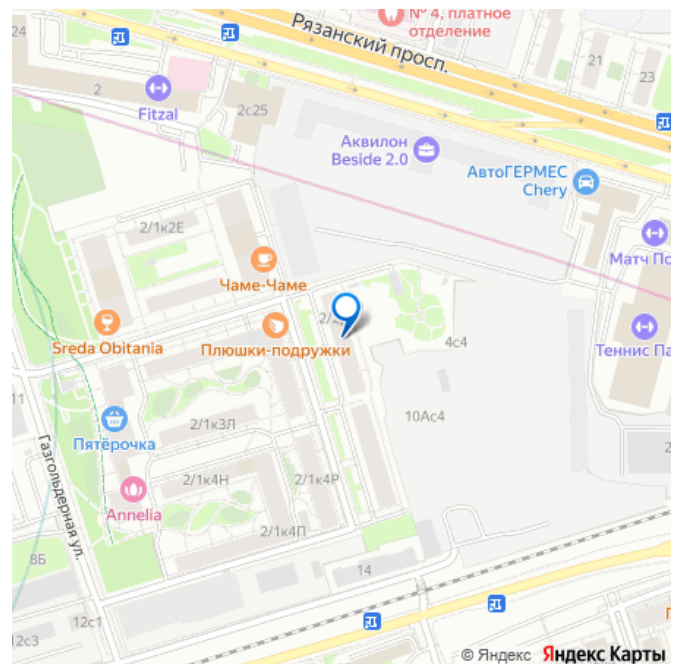 № 4, платное
отделение
24
Рязанский просп.
21
23
2
Fitzal
2с25
Аквилон
Beside 2.0
АвтоГЕРМЕС
Chery
2/1к2Е
Матч По
Чаме-Чаме
2/2
Sreda Obitania
Плюшки-подружки
4с4
Теннис Па
11
10Ас4
2/1к3Л
Пятёрочка
Газгольдерная ул.
2
2/1к4Н
2/1к4Р
Annelia
2/1к4П
8Б
14
12с1
12с3
© Яндекс Яндекс Карты